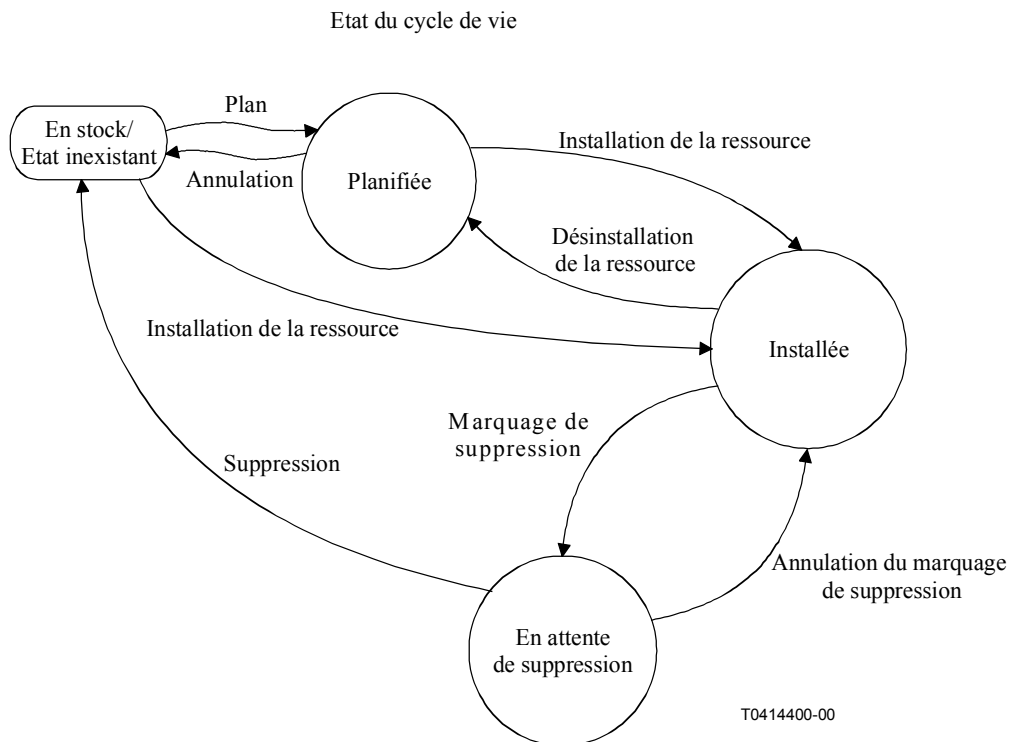 Etat du cycle de vie
Plan
En stock/
Etat inexistant
Annulation
Planifiée
Installation de la ressource
Désinstallation
de la ressource
Installation de la ressource
Installée
Marquage de
suppression
Suppression
Annulation du marquage
de suppression
En attente
de suppression
T0414400-00